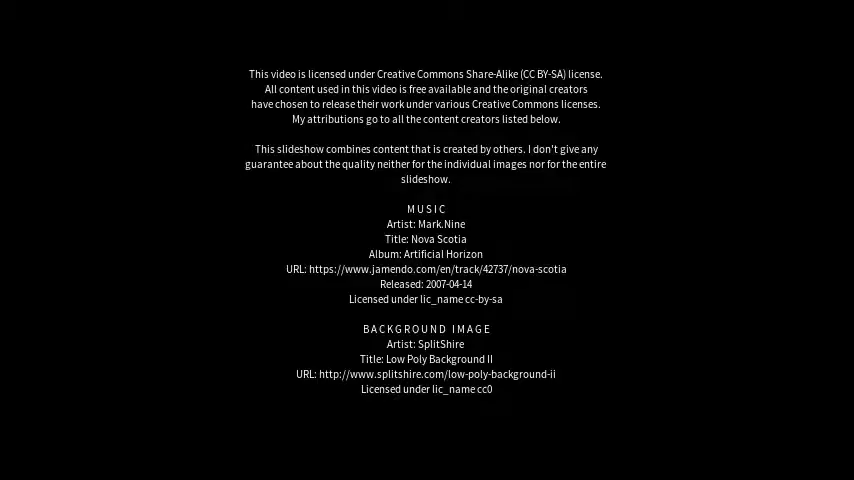 This video is licensed under Creative Commons Share-Alike (CC BY-SA) license.
All content used in this video is free available and the original creators
have chosen to release their work under various Creative Commons licenses.
My attributions go to all the content creators listed below.
This slideshow combines content that is created by others. I don't give any
guarantee about the quality neither for the individual images nor for the entire
slideshow.
MUSIC
Artist: Mark.Nine
Title: Nova Scotia
Album: Artificial Horizon
URL: https://www.jamendo.com/en/track/42737/nova-scotia
Released: 2007-04-14
Licensed under lic_name cc-by-sa
BACKGROUND IMAGE
Artist: SplitShire
Title: Low Poly Background II
URL: http://www.splitshire.com/low-poly-background-ii
Licensed under lic_name cc0